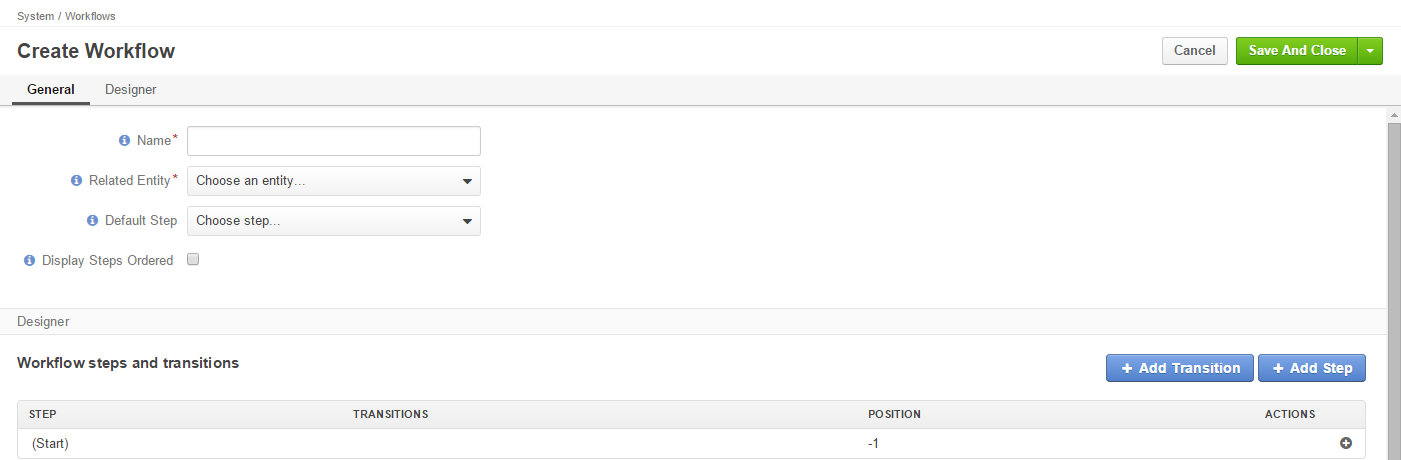 System / Workflows
Create Workflow
Cancel
Save And Close
General Designer
Name*
Related Entity* Choose an entity...
Default Step Choose step...
Display Steps Ordered
Designer
Workflow steps and transitions
+ Add Transition + Add Step
STEP TRANSITIONS POSITION ACTIONS
(Start) -1